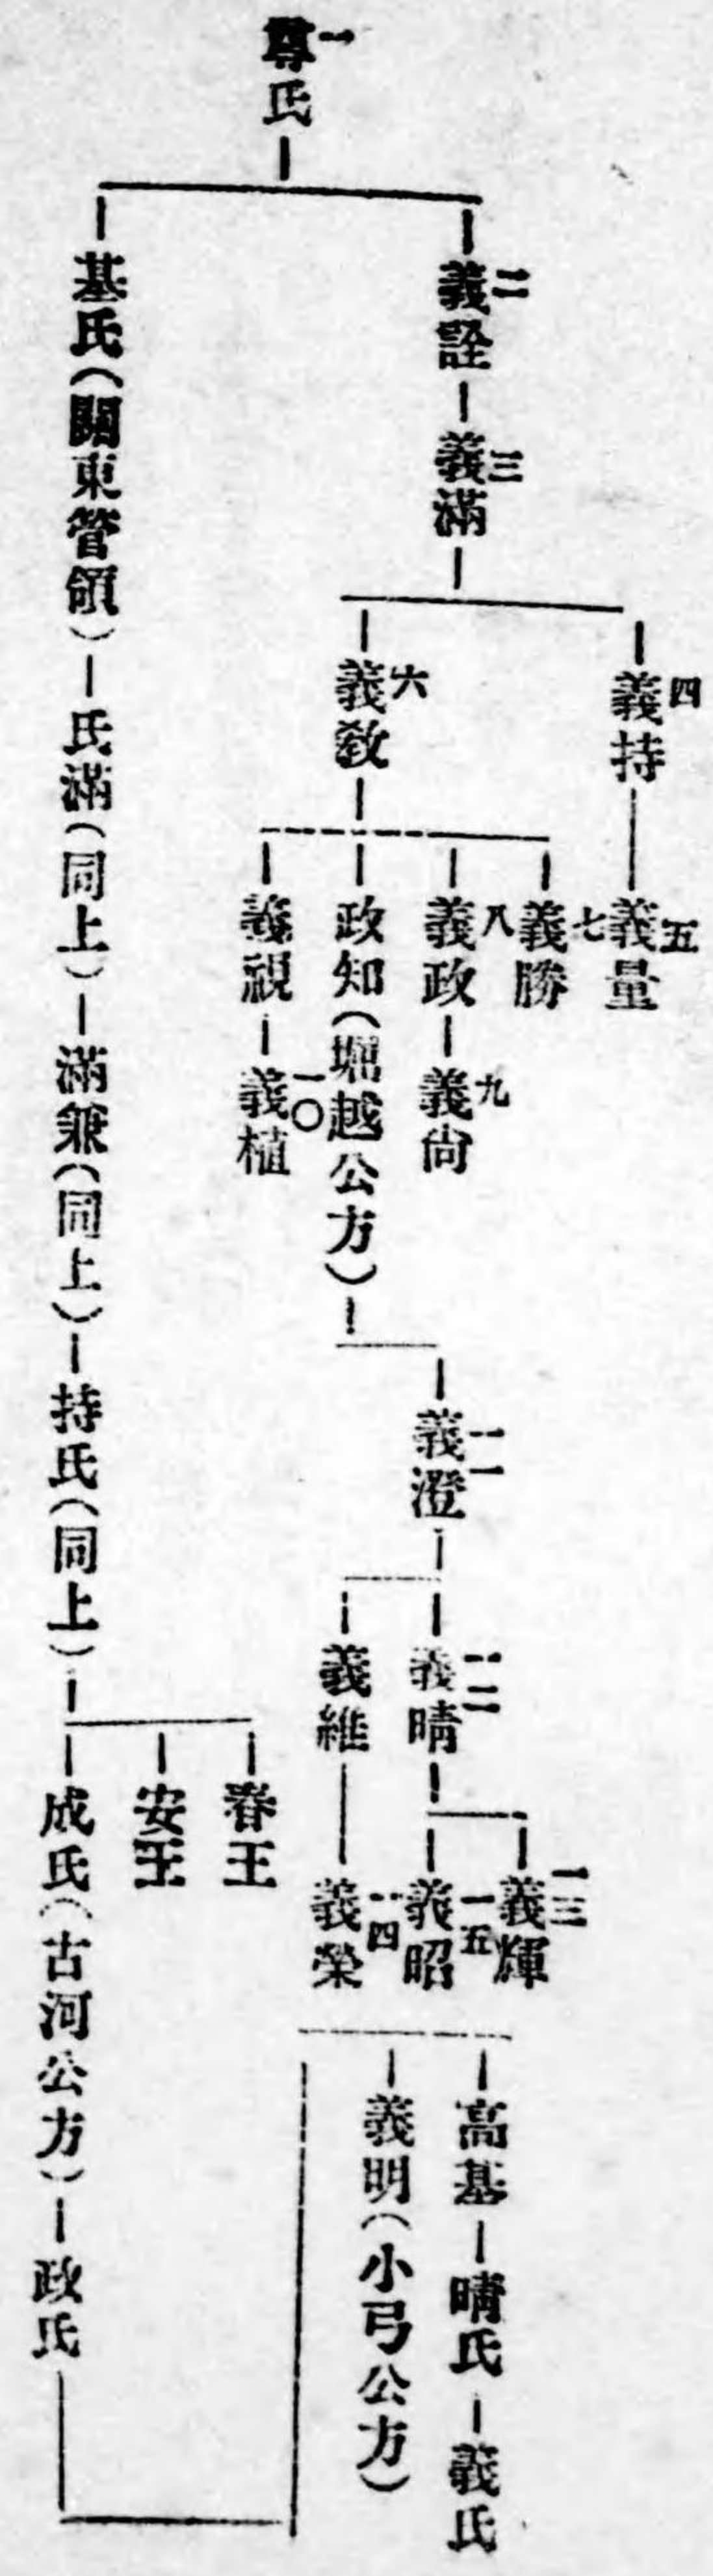 尊氏 一
義詮 二
義滿 三
義持 四
義量 五
義教 六
義勝 七
義政 八
義尙 九
政知(堀越公方)
義澄 一一
義晴 一二
義輝 一三
義昭 一五
義維
義榮 一四
義視
義植 一〇
基氏(關東管領)
氏滿(同上)
滿兼(同上)
持氏(同上)
春王
安王
成氏(古河公方)
政氏
高基
晴氏
義氏
義明(小弓公方)